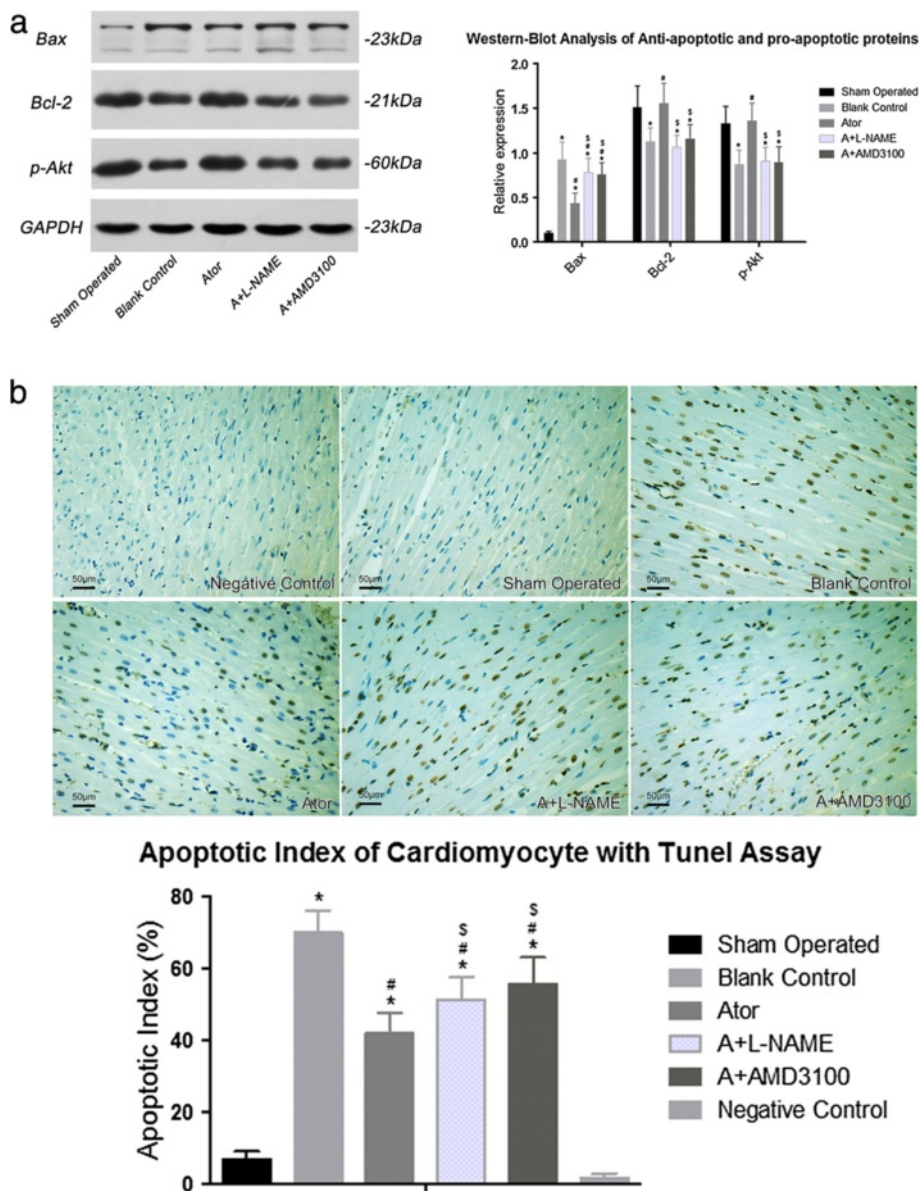 a
Bax
-23kDa
Bcl-2
-21kDa
p-Akt
-60kDa
GAPDH
-23kDa
Sham Operated
Blank Control
Ator
A+L-NAME
A+AMD3100
Western-Blot Analysis of Anti-apoptotic and pro-apoptotic proteins
Relative expression
2.0
1.5
1.0
0.5
0.0
*
# *
$ # *
$ # *
*
#
$ *
$ *
*
#
$ *
$ *
Bax
Bcl-2
p-Akt
Sham Operated
Blank Control
Ator
A+L-NAME
A+AMD3100
b
50μm
Negative Control
50μm
Sham Operated
50μm
Blank Control
50μm
Ator
50μm
A+L-NAME
50μm
A+AMD3100
Apoptotic Index of Cardiomyocyte with Tunel Assay
Apoptotic Index (%)
80
60
40
20
0
*
# *
$ # *
$ # *
Sham Operated
Blank Control
Ator
A+L-NAME
A+AMD3100
Negative Control